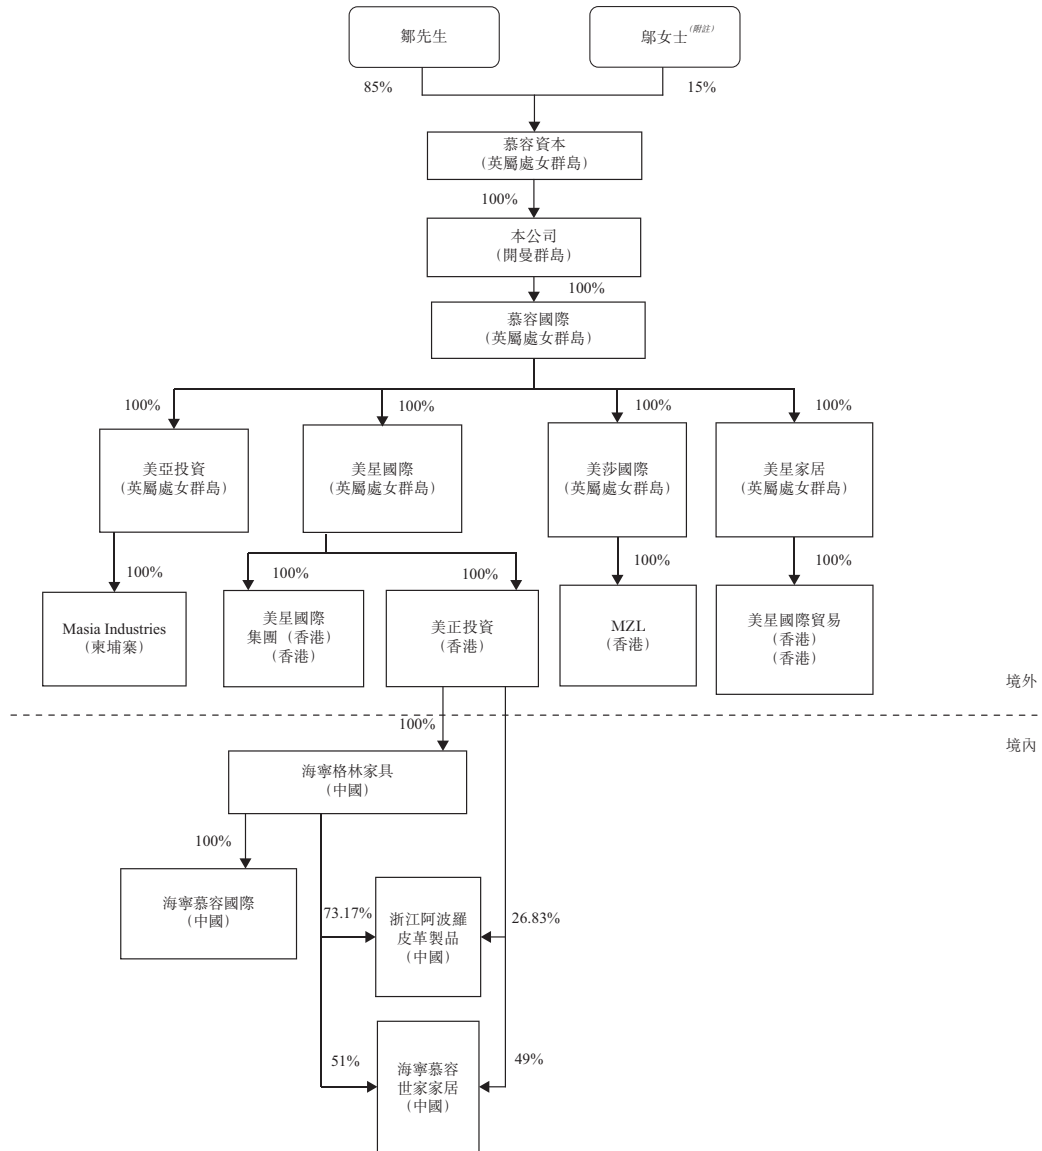 鄒先生
鄔女士(附註)
85%
15%
慕容資本
(英屬處女群島)
100%
本公司
(開曼群島)
100%
慕容國際
(英屬處女群島)
100%
100%
100%
100%
美亞投資
(英屬處女群島)
美星國際
(英屬處女群島)
美莎國際
(英屬處女群島)
美星家居
(英屬處女群島)
100%
100%
100%
100%
100%
Masia Industries
(柬埔寨)
美星國際
集團(香港)
(香港)
美正投資
(香港)
MZL
(香港)
美星國際貿易
(香港)
(香港)
境外
100%
境內
海寧格林家具
(中國)
100%
海寧慕容國際
(中國)
73.17%
浙江阿波羅
皮革製品
(中國)
26.83%
51%
海寧慕容
世家家居
(中國)
49%